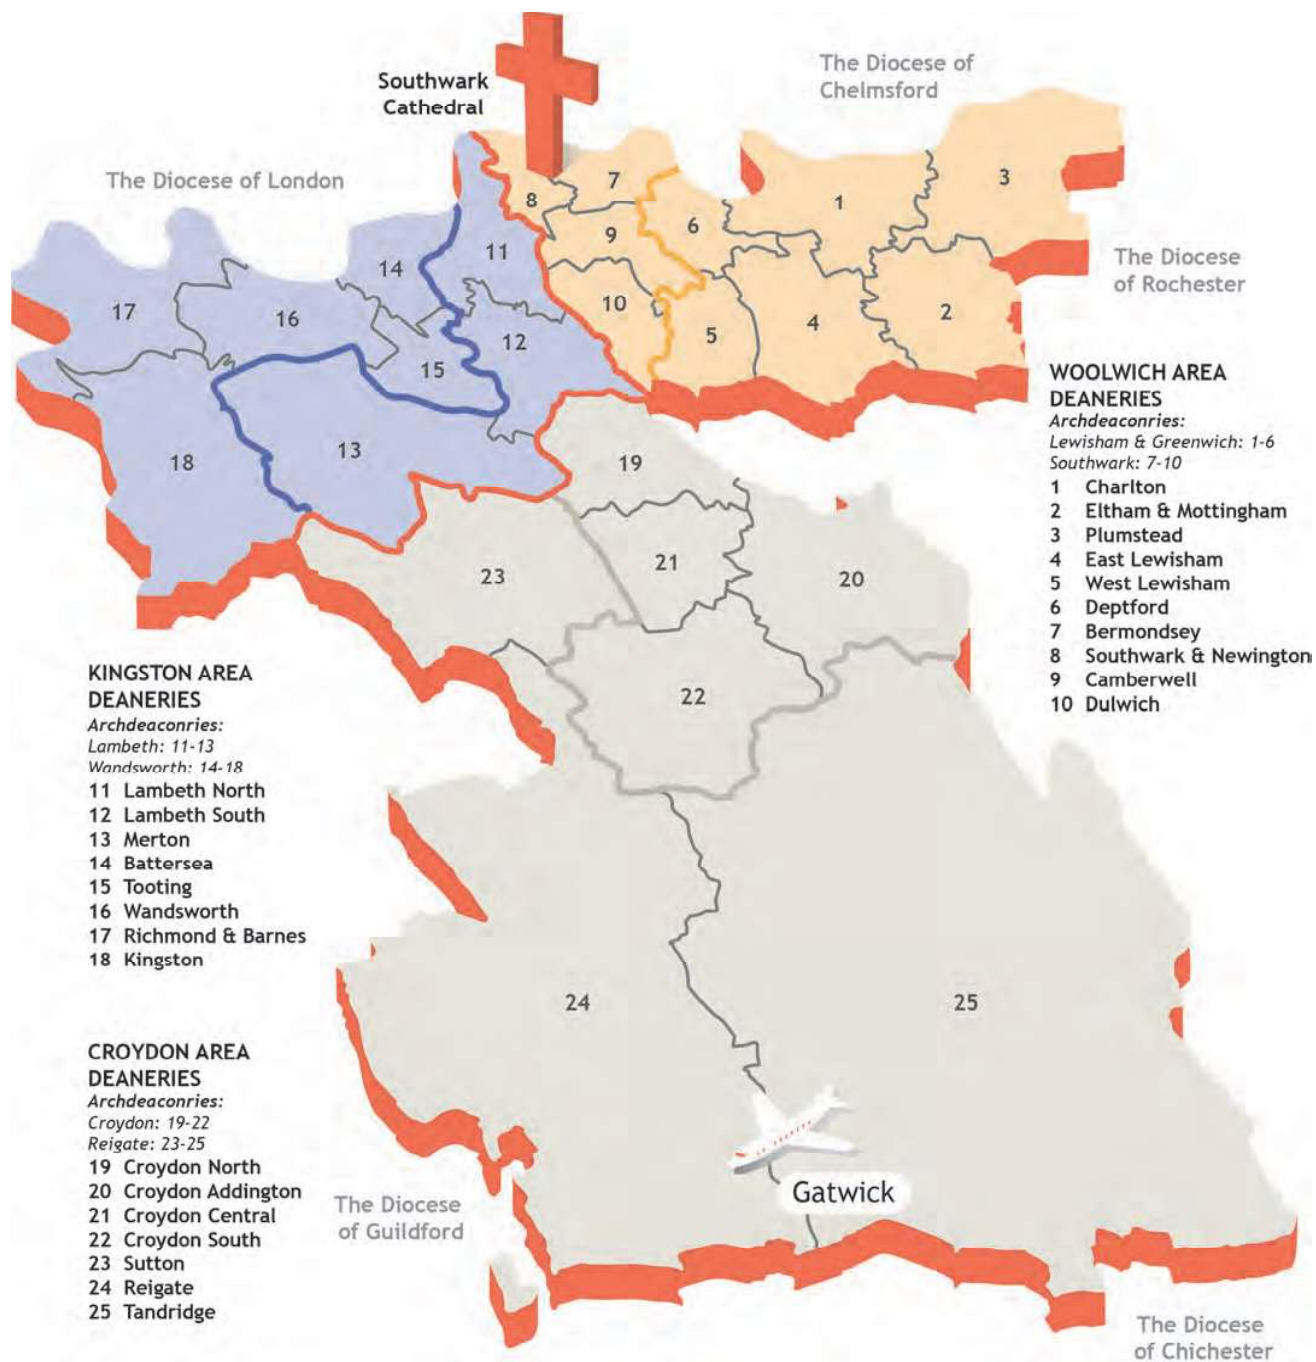 Southwark
Cathedral
The Diocese of
Chelmsford
The Diocese of London
The Diocese
of Rochester
3
7
8
1
6
9
11
14
10
17
16
2
4
5
12
15
13
18
19
23
21
20
22
24
25
WOOLWICH AREA
DEANERIES
Archdeaconries:
Lewisham & Greenwich: 1-6
Southwark: 7-10
1 Charlton
2 Eltham & Mottingham
3 Plumstead
4 East Lewisham
5 West Lewisham
6 Deptford
7 Bermondsey
8 Southwark & Newington
9 Camberwell
10 Dulwich
KINGSTON AREA
DEANERIES
Archdeaconries:
Lambeth: 11-13
Wandsworth: 14-18
11 Lambeth North
12 Lambeth South
13 Merton
14 Battersea
15 Tooting
16 Wandsworth
17 Richmond & Barnes
18 Kingston
CROYDON AREA
DEANERIES
Archdeaconries:
Croydon: 19-22
Reigate: 23-25
19 Croydon North
20 Croydon Addington
21 Croydon Central
22 Croydon South
23 Sutton
24 Reigate
25 Tandridge
The Diocese
of Guildford
Gatwick
The Diocese
of Chichester